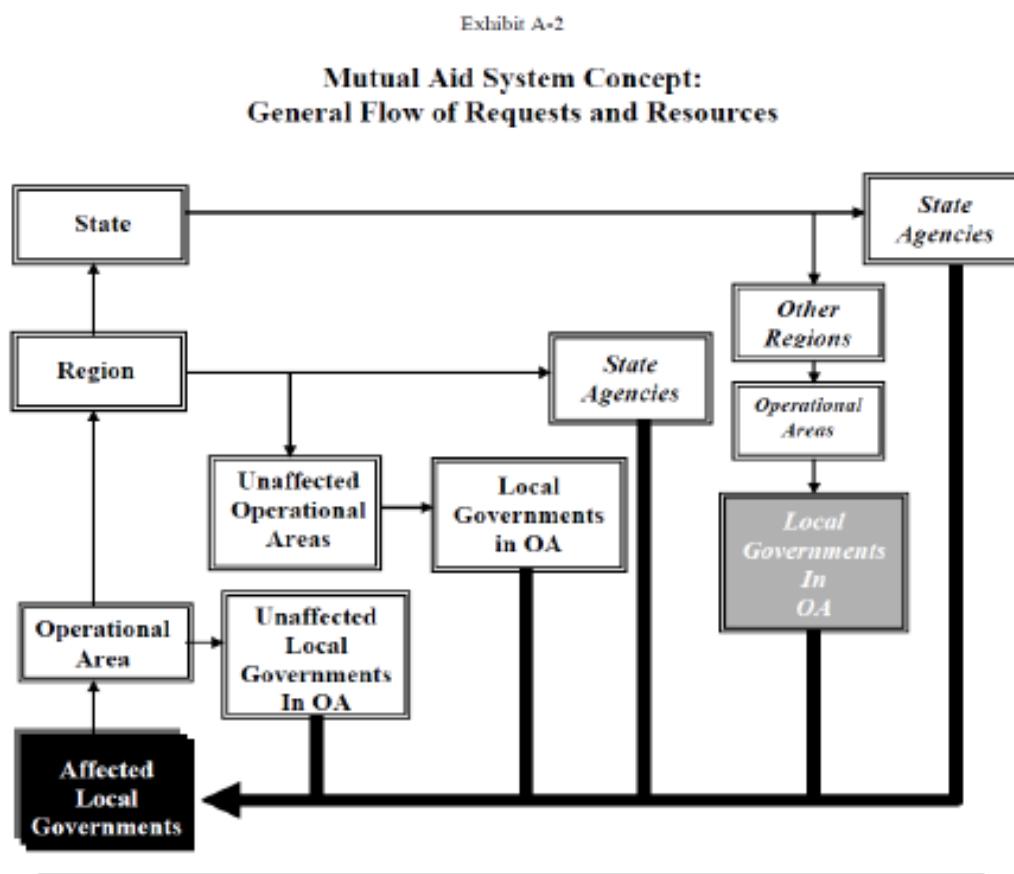 Exhibit A-2
Mutual Aid System Concept:
General Flow of Requests and Resources
State
State
Agencies
Other
Regions
Region
State
Agencies
Operational
Areas
Unaffected
Operational
Areas
Local
Governments
in OA
Local
Governments
In
OA
Operational
Area
Unaffected
Local
Governments
In OA
Affected
Local
Governments